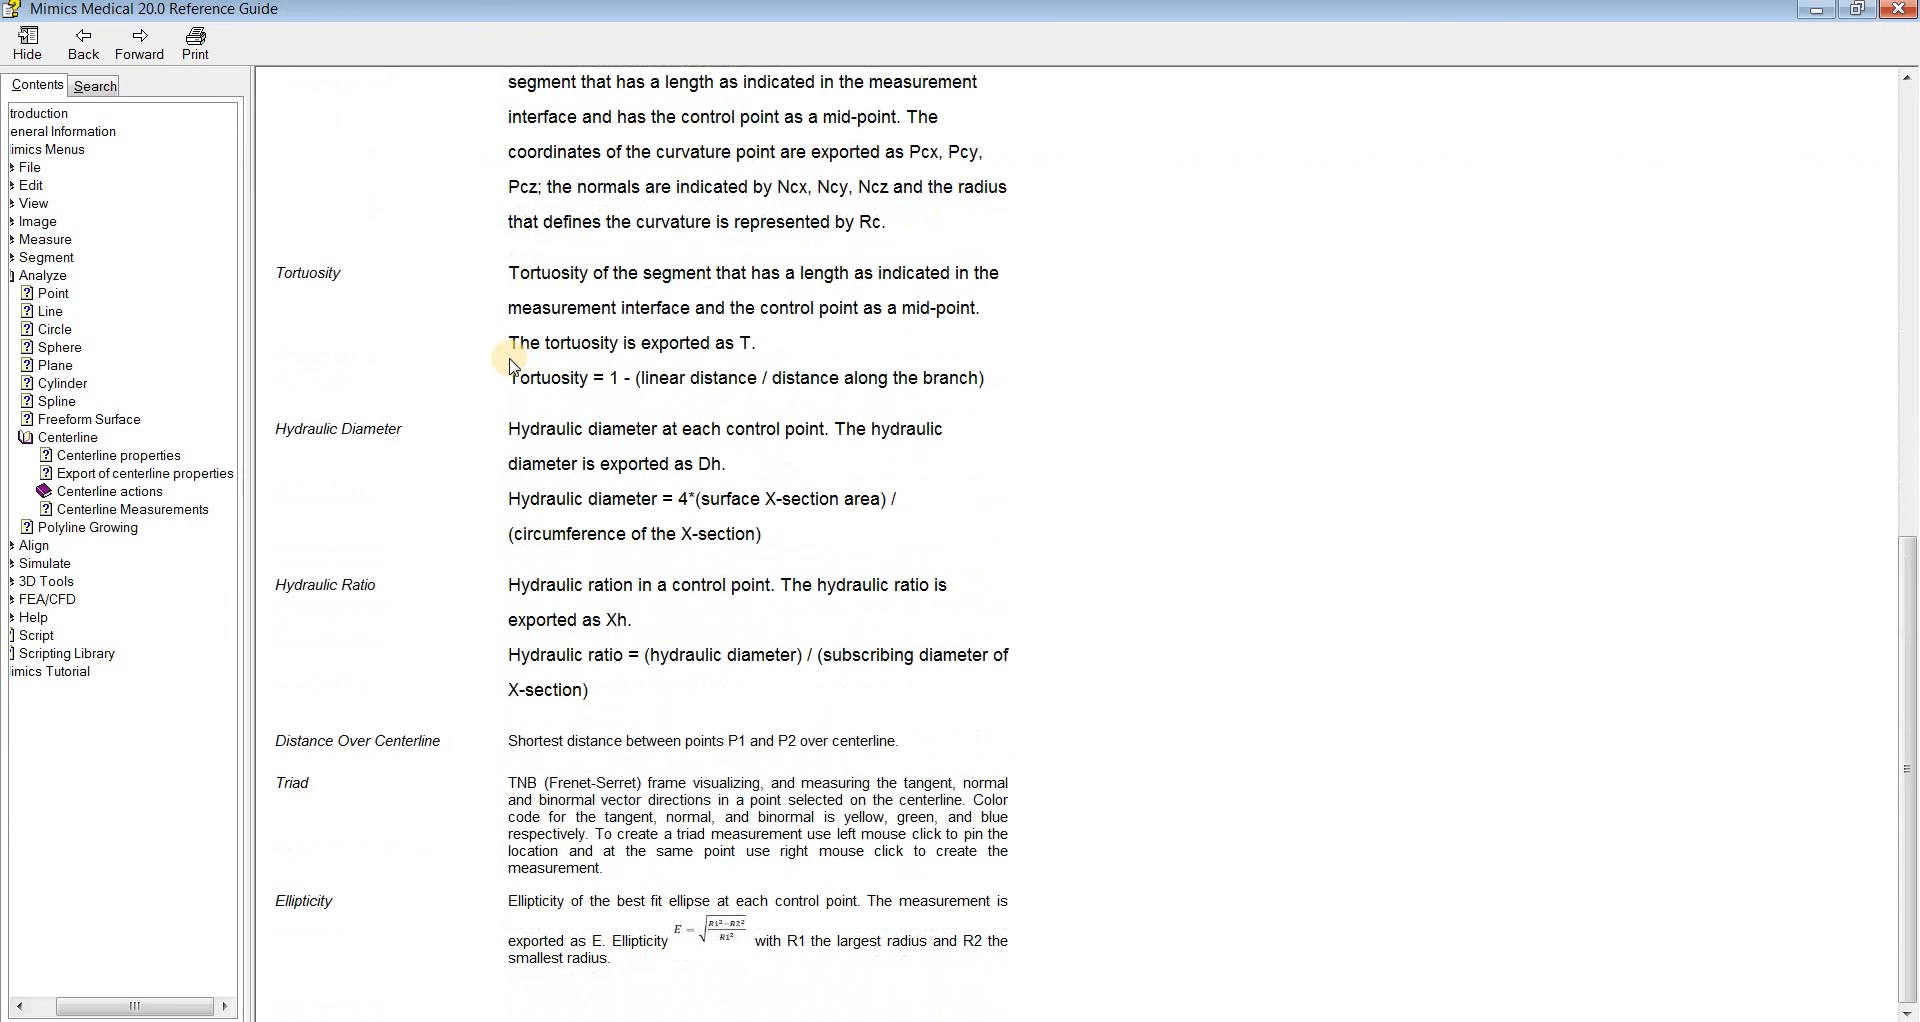 Mimics Medical 20.0 Reference Guide
Hide Back Forward Print
Contents Search
troduction
eneral Information
imics Menus
File
Edit
View
Image
Measure
Segment
Analyze
Point
Line
Circle
Sphere
Plane
Cylinder
Spline
Freeform Surface
Centerline
Centerline properties
Export of centerline properties
Centerline actions
Centerline Measurements
Polyline Growing
Align
Simulate
3D Tools
FEA/CFD
Help
Script
Scripting Library
imics Tutorial
segment that has a length as indicated in the measurement
interface and has the control point as a mid-point. The
coordinates of the curvature point are exported as Pcx, Pcy,
Pcz; the normals are indicated by Ncx, Ncy, Ncz and the radius
that defines the curvature is represented by Rc.
Tortuosity
Tortuosity of the segment that has a length as indicated in the
measurement interface and the control point as a mid-point.
The tortuosity is exported as T.
Tortuosity = 1 - (linear distance / distance along the branch)
Hydraulic Diameter
Hydraulic diameter at each control point. The hydraulic
diameter is exported as Dh.
Hydraulic diameter = 4*(surface X-section area) /
(circumference of the X-section)
Hydraulic Ratio
Hydraulic ration in a control point. The hydraulic ratio is
exported as Xh.
Hydraulic ratio = (hydraulic diameter) / (subscribing diameter of
X-section)
Distance Over Centerline
Shortest distance between points P1 and P2 over centerline.
Triad
TNB (Frenet-Serret) frame visualizing, and measuring the tangent, normal
and binormal vector directions in a point selected on the centerline. Color
code for the tangent, normal, and binormal is yellow, green, and blue
respectively. To create a triad measurement use left mouse click to pin the
location and at the same point use right mouse click to create the
measurement.
Ellipticity
Ellipticity of the best fit ellipse at each control point. The measurement is
exported as E. Ellipticity E = √((R1²−R2²)/R1²) with R1 the largest radius and R2 the
smallest radius.